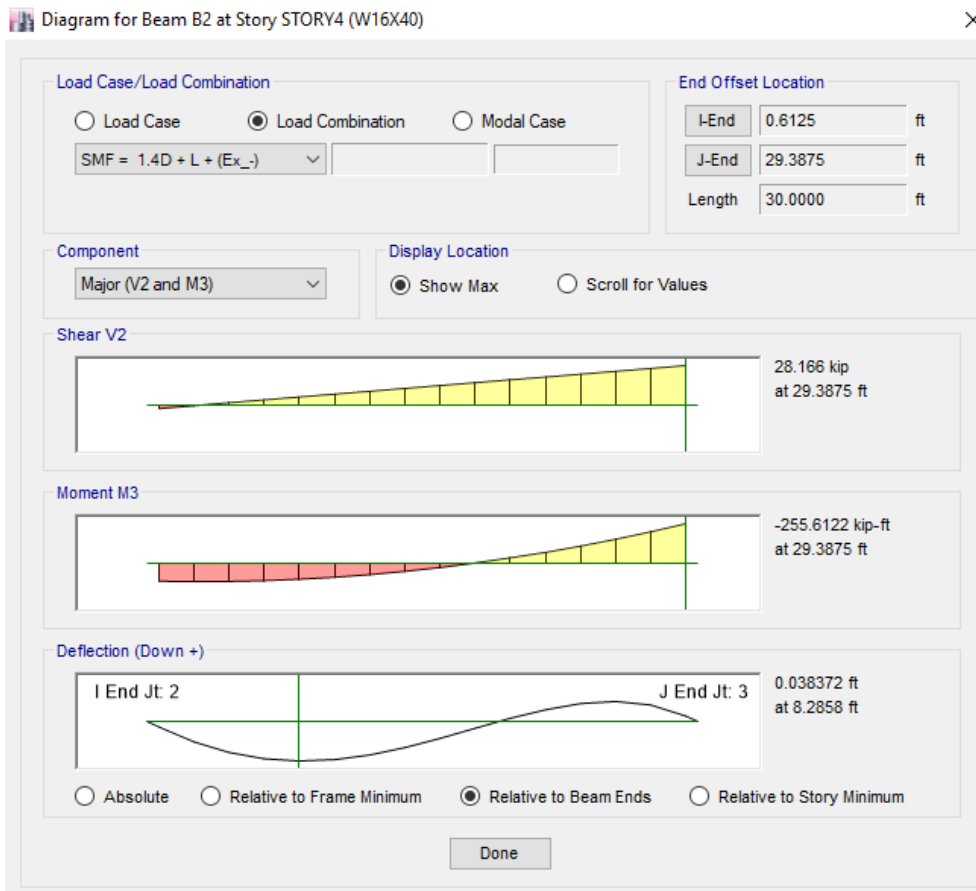 Diagram for Beam B2 at Story STORY4 (W16X40)
Load Case/Load Combination
Load Case
Load Combination
Modal Case
SMF = 1.4D + L + (Ex_-)
End Offset Location
I-End 0.6125 ft
J-End 29.3875 ft
Length 30.0000 ft
Component
Major (V2 and M3)
Display Location
Show Max
Scroll for Values
Shear V2
28.166 kip
at 29.3875 ft
Moment M3
-255.6122 kip-ft
at 29.3875 ft
Deflection (Down +)
I End Jt: 2
J End Jt: 3
0.038372 ft
at 8.2858 ft
Absolute
Relative to Frame Minimum
Relative to Beam Ends
Relative to Story Minimum
Done